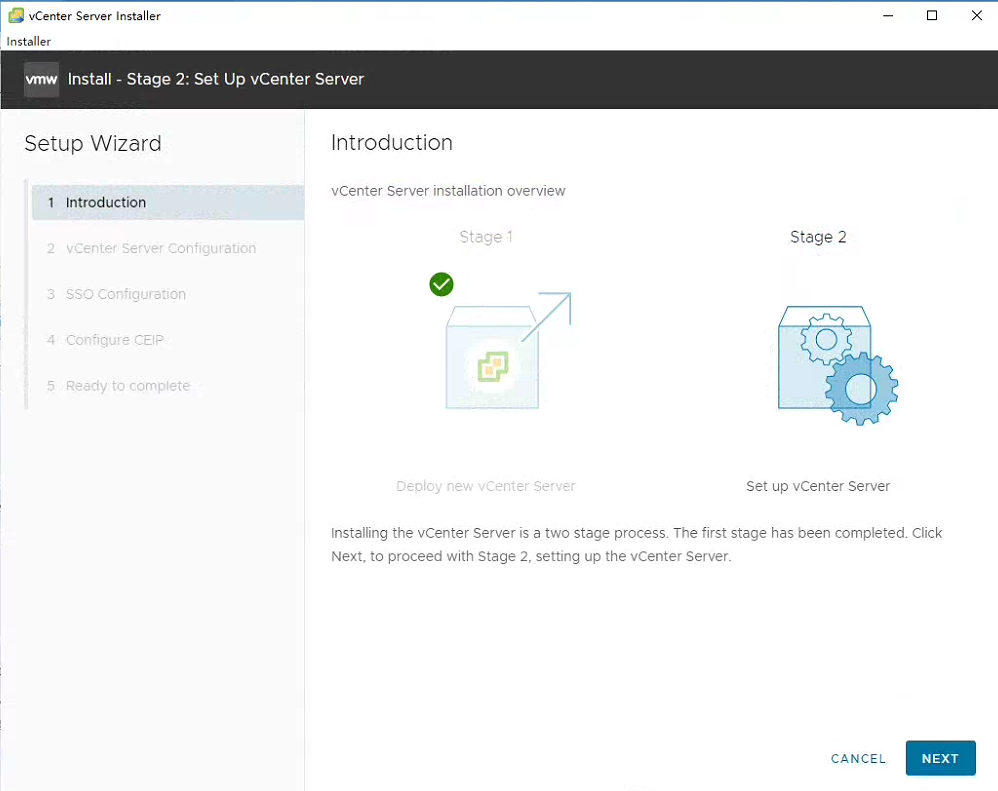 vCenter Server Installer
Installer
vmw Install - Stage 2: Set Up vCenter Server
Setup Wizard
1 Introduction
2 vCenter Server Configuration
3 SSO Configuration
4 Configure CEIP
5 Ready to complete
Introduction
vCenter Server installation overview
Stage 1
Stage 2
Deploy new vCenter Server
Set up vCenter Server
Installing the vCenter Server is a two stage process. The first stage has been completed. Click
Next, to proceed with Stage 2, setting up the vCenter Server.
CANCEL
NEXT